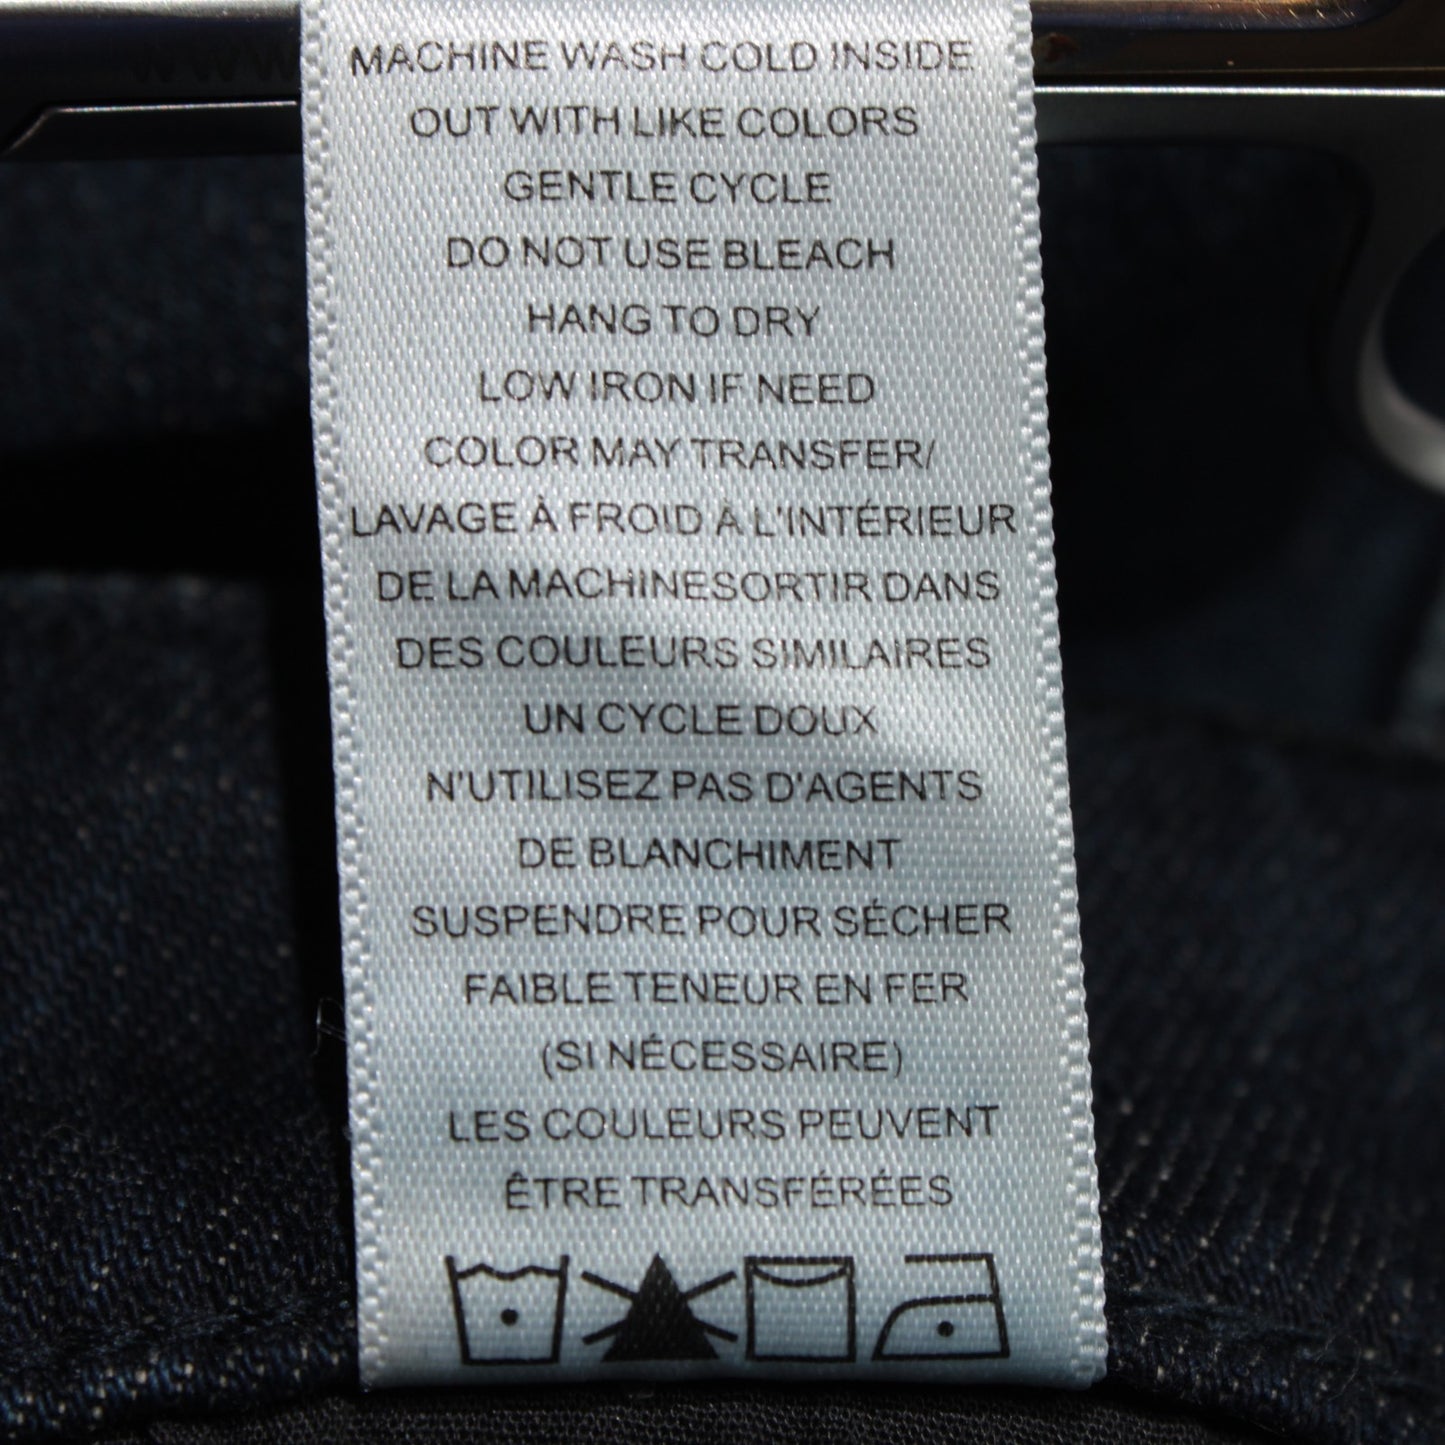 MACHINE WASH COLD INSIDE
OUT WITH LIKE COLORS
GENTLE CYCLE
DO NOT USE BLEACH
HANG TO DRY
LOW IRON IF NEED
COLOR MAY TRANSFER/
LAVAGE À FROID À L'INTÉRIEUR
DE LA MACHINESORTIR DANS
DES COULEURS SIMILAIRES
UN CYCLE DOUX
N'UTILISEZ PAS D'AGENTS
DE BLANCHIMENT
SUSPENDRE POUR SÉCHER
FAIBLE TENEUR EN FER
(SI NÉCESSAIRE)
LES COULEURS PEUVENT
ÊTRE TRANSFÉRÉES